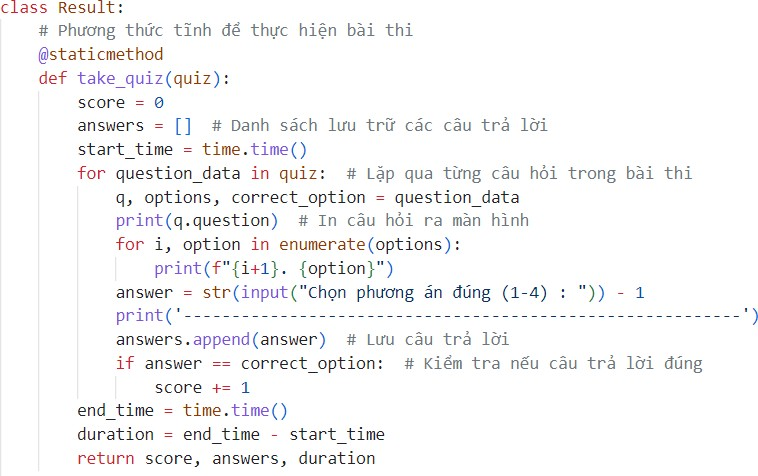 class Result:
    # Phương thức tĩnh để thực hiện bài thi
    @staticmethod
    def take_quiz(quiz):
        score = 0
        answers = []  # Danh sách lưu trữ các câu trả lời
        start_time = time.time()
        for question_data in quiz:  # Lặp qua từng câu hỏi trong bài thi
            q, options, correct_option = question_data
            print(q.question)  # In câu hỏi ra màn hình
            for i, option in enumerate(options):
                print(f"{i+1}. {option}")
            answer = str(input("Chọn phương án đúng (1-4) : ")) - 1
            print('----------------------------------------------------------')
            answers.append(answer)  # Lưu câu trả lời
            if answer == correct_option:  # Kiểm tra nếu câu trả lời đúng
                score += 1
        end_time = time.time()
        duration = end_time - start_time
        return score, answers, duration